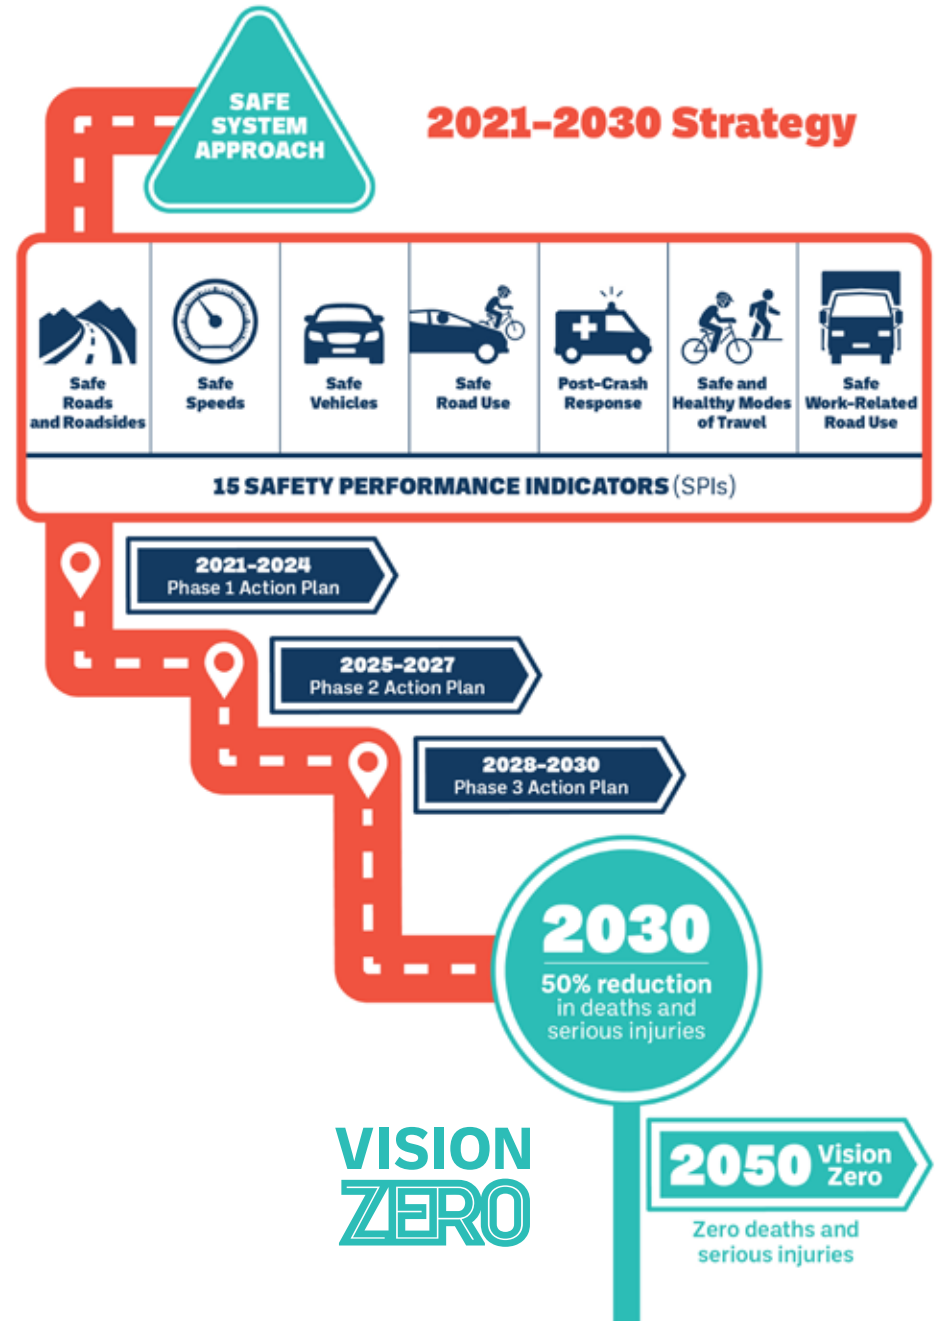 SAFE
SYSTEM
APPROACH
2021–2030 Strategy
Safe
Roads
and Roadsides
Safe
Speeds
Safe
Vehicles
Safe
Road Use
Post-Crash
Response
Safe and
Healthy Modes
of Travel
Safe
Work-Related
Road Use
15 SAFETY PERFORMANCE INDICATORS (SPIs)
2021–2024
Phase 1 Action Plan
2025–2027
Phase 2 Action Plan
2028–2030
Phase 3 Action Plan
2030
50% reduction
in deaths and
serious injuries
VISION
ZERO
2050 Vision
Zero
Zero deaths and
serious injuries